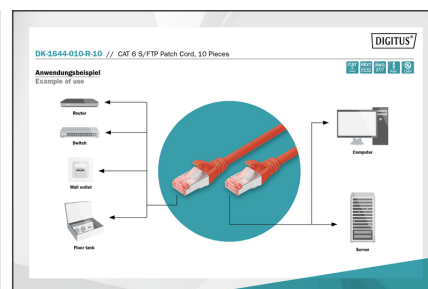 DIGITUS®
DK-1644-010-R-10 // CAT 6 S/FTP Patch Cord, 10 Pieces
Anwendungsbeispiel
Example of use
Router
Switch
Wall outlet
Floor tank
Computer
Server